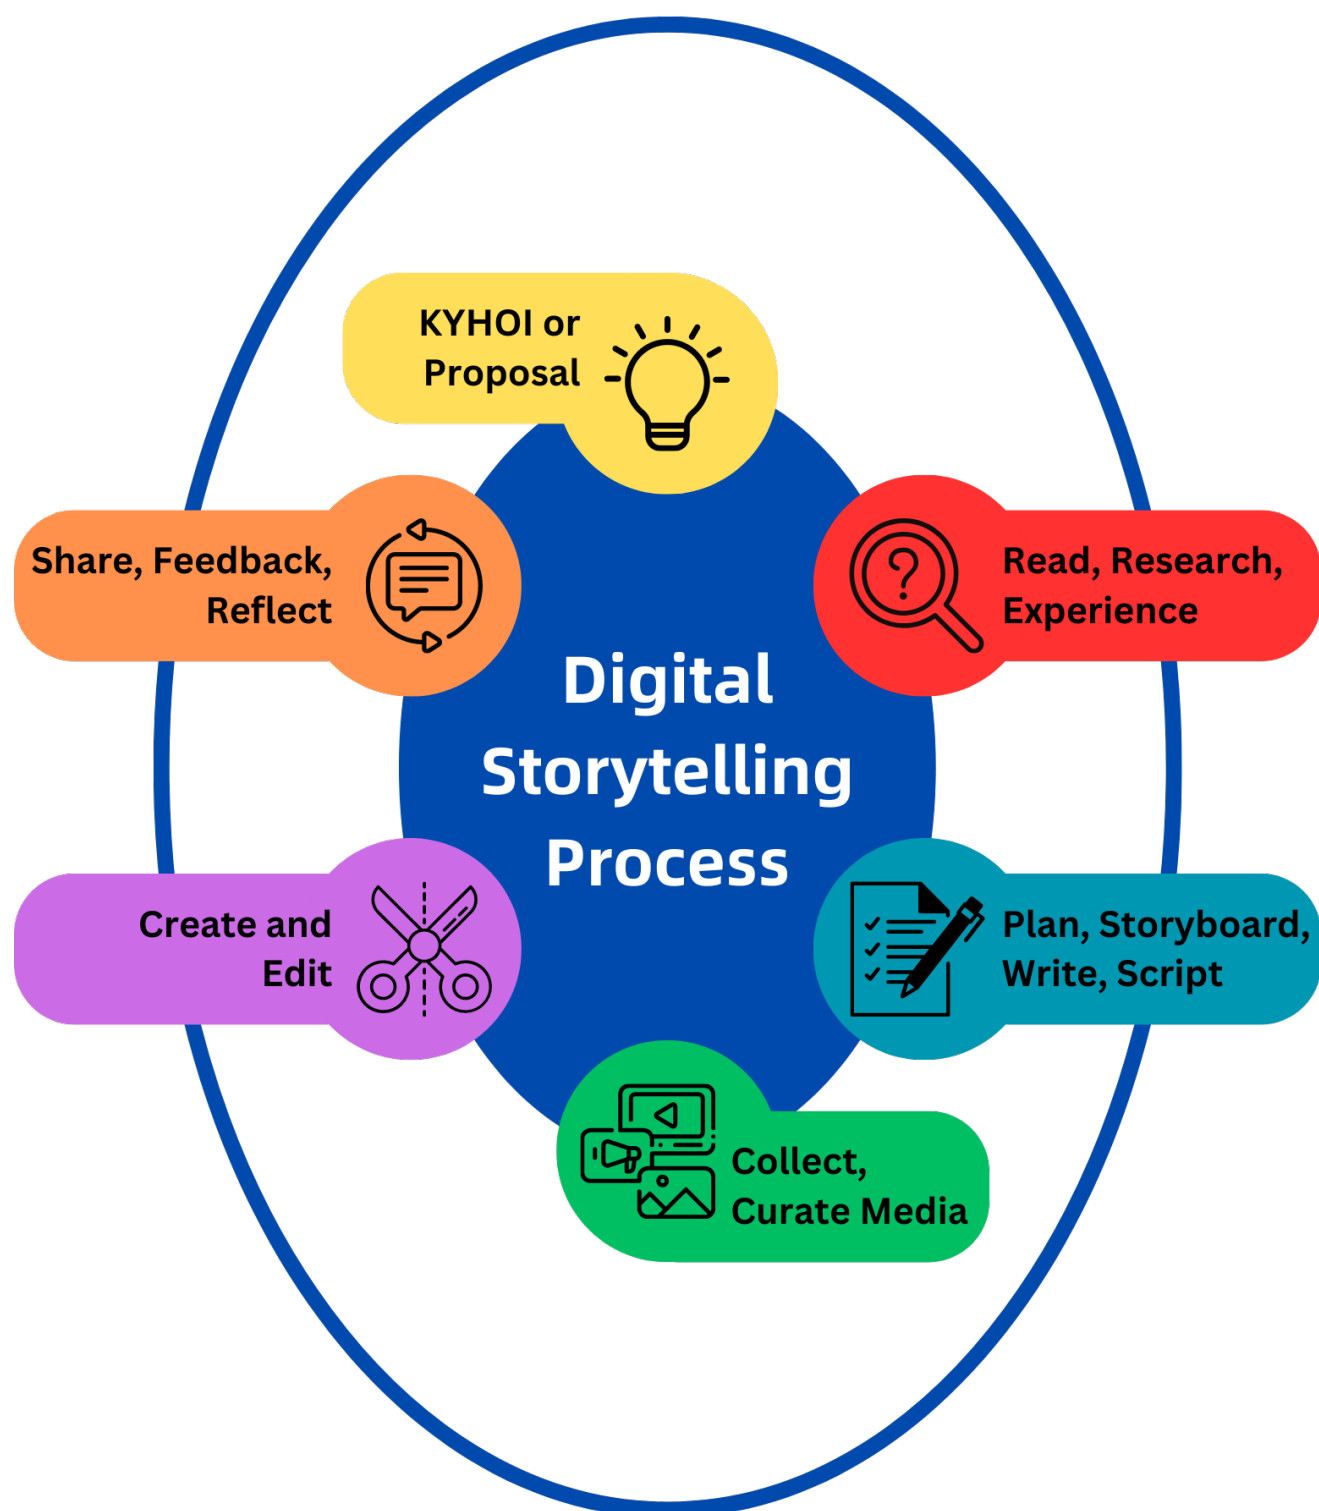 KYHOI or
Proposal
Read, Research,
Experience
Plan, Storyboard,
Write, Script
Collect,
Curate Media
Create and
Edit
Share, Feedback,
Reflect
Digital
Storytelling
Process